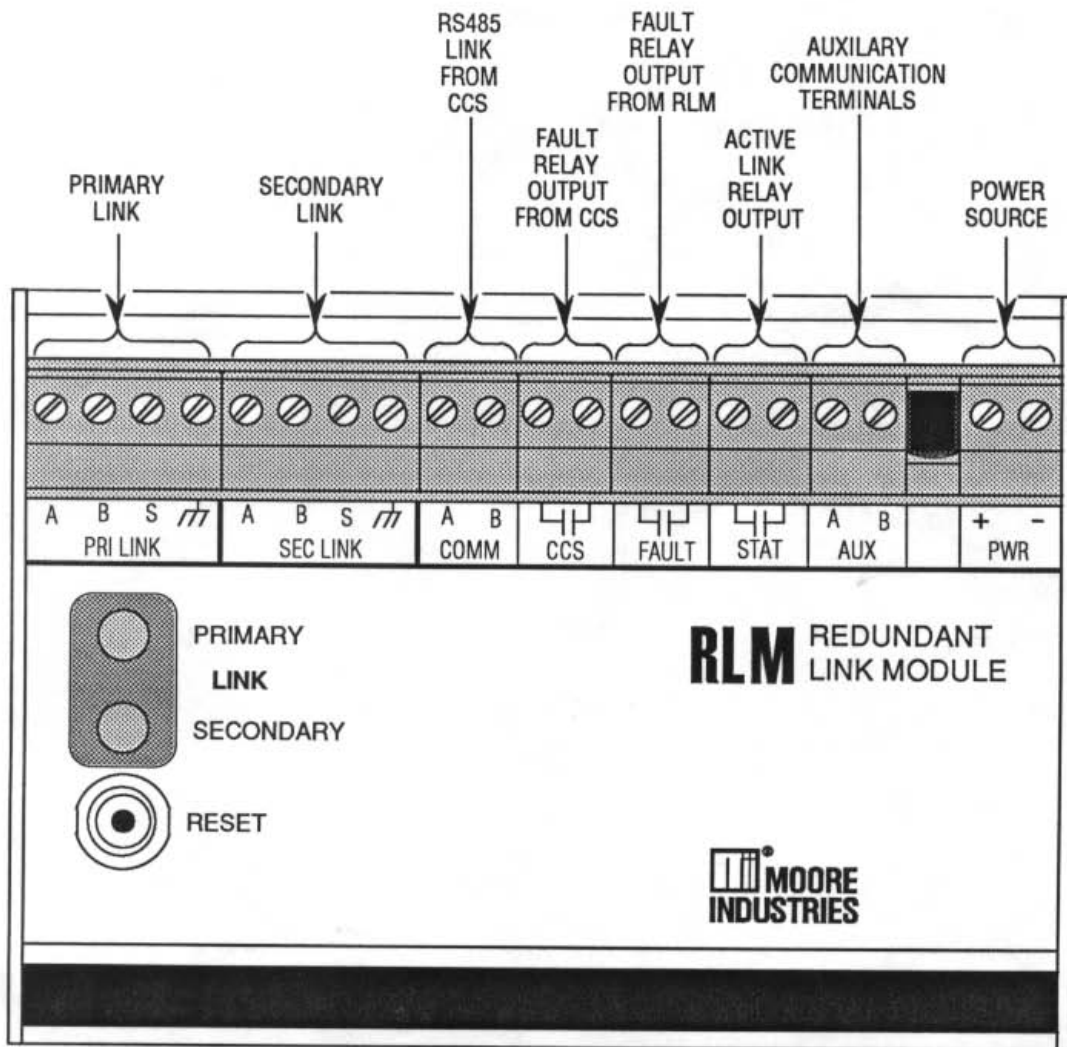 RS485
LINK
FROM
CCS
FAULT
RELAY
OUTPUT
FROM RLM
AUXILARY
COMMUNICATION
TERMINALS
PRIMARY
LINK
SECONDARY
LINK
FAULT
RELAY
OUTPUT
FROM CCS
ACTIVE
LINK
RELAY
OUTPUT
POWER
SOURCE
A B S A B S A B A B + -
PRI LINK SEC LINK COMM CCS FAULT STAT AUX PWR
PRIMARY
LINK
SECONDARY
RESET
RLM REDUNDANT
LINK MODULE
®
MOORE
INDUSTRIES